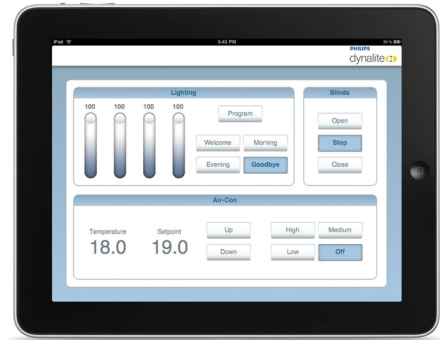 iPad
3:43 PM
PHILIPS
dynalite
Lighting
100 100 100 100
Program
Welcome Morning
Evening Goodbye
Blinds
Open
Stop
Close
Air-Con
Temperature
18.0
Setpoint
19.0
Up
Down
High Medium
Low Off